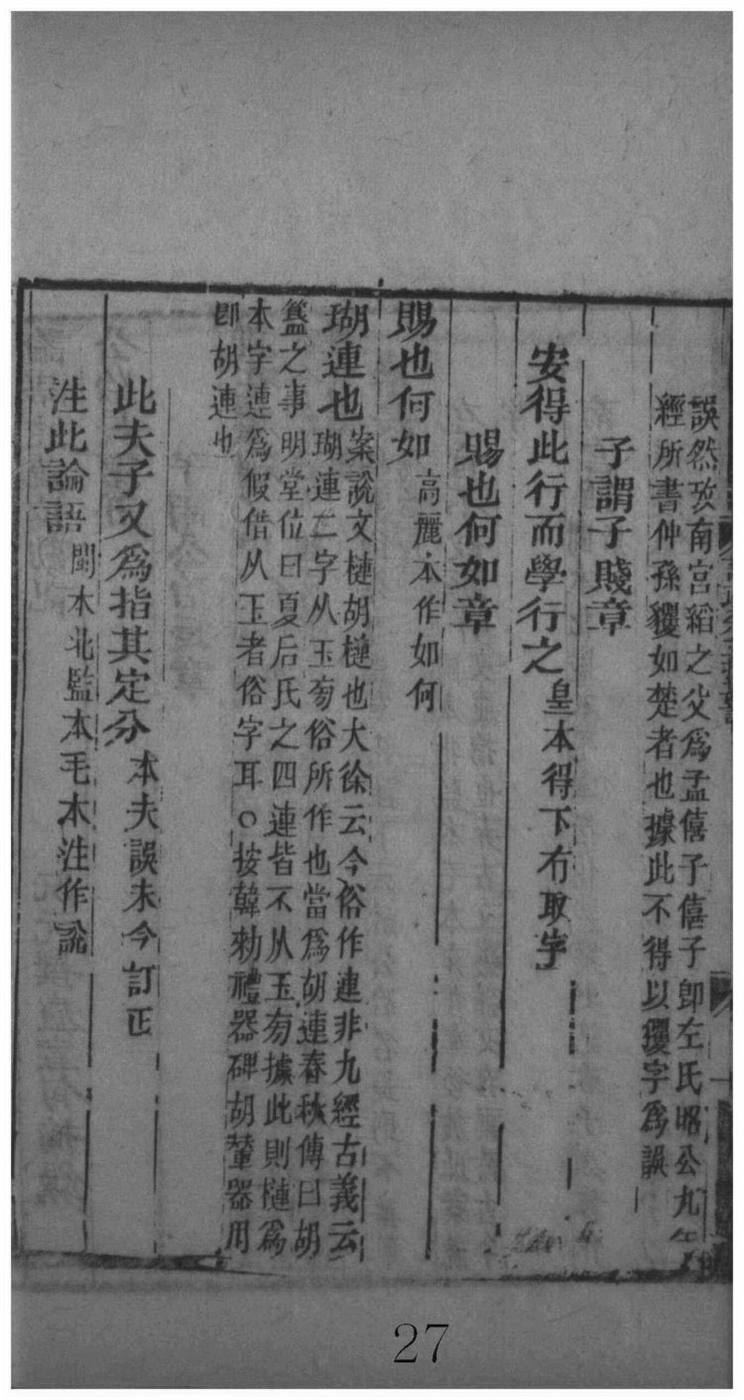 誤然攷南宮縚之父爲孟僖子僖子卽左氏昭公九年
經所書仲孫貜如楚者也據此不得以玃字爲誤
子謂子賤章
安得此行而學行之皇本得下有取字
賜也何如章
賜也何如高麗本作如何
瑚連也案說文槤胡槤也大徐云今俗作連非九經古義云
瑚連二字从玉旁俗所作也當爲胡連春秋傳曰胡
簋之事明堂位曰夏后氏之四連皆不从玉旁據此則槤爲
本字連爲假借从玉者俗字耳○按韓勑禮器碑胡輦器用
卽胡連也
此夫子又爲指其定分本夫誤未今訂正
注此論語閩本北監本毛本注作說
27